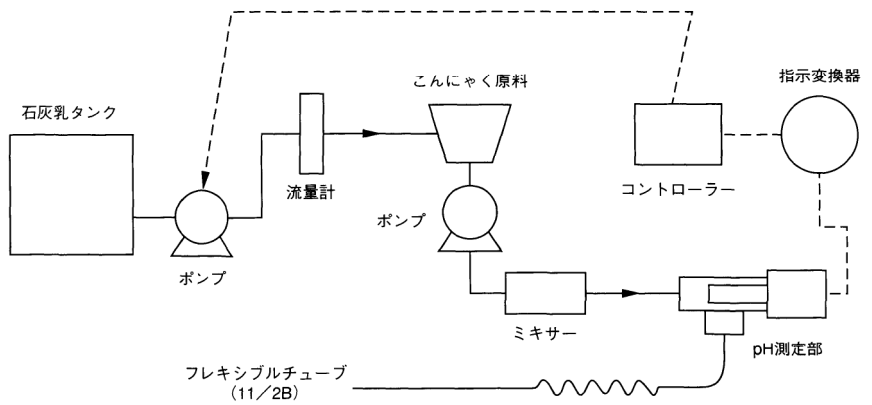 こんにゃく原料
指示変換器
石灰乳タンク
流量計
コントローラー
ポンプ
ポンプ
ミキサー
pH測定部
フレキシブルチューブ
（11／2B）